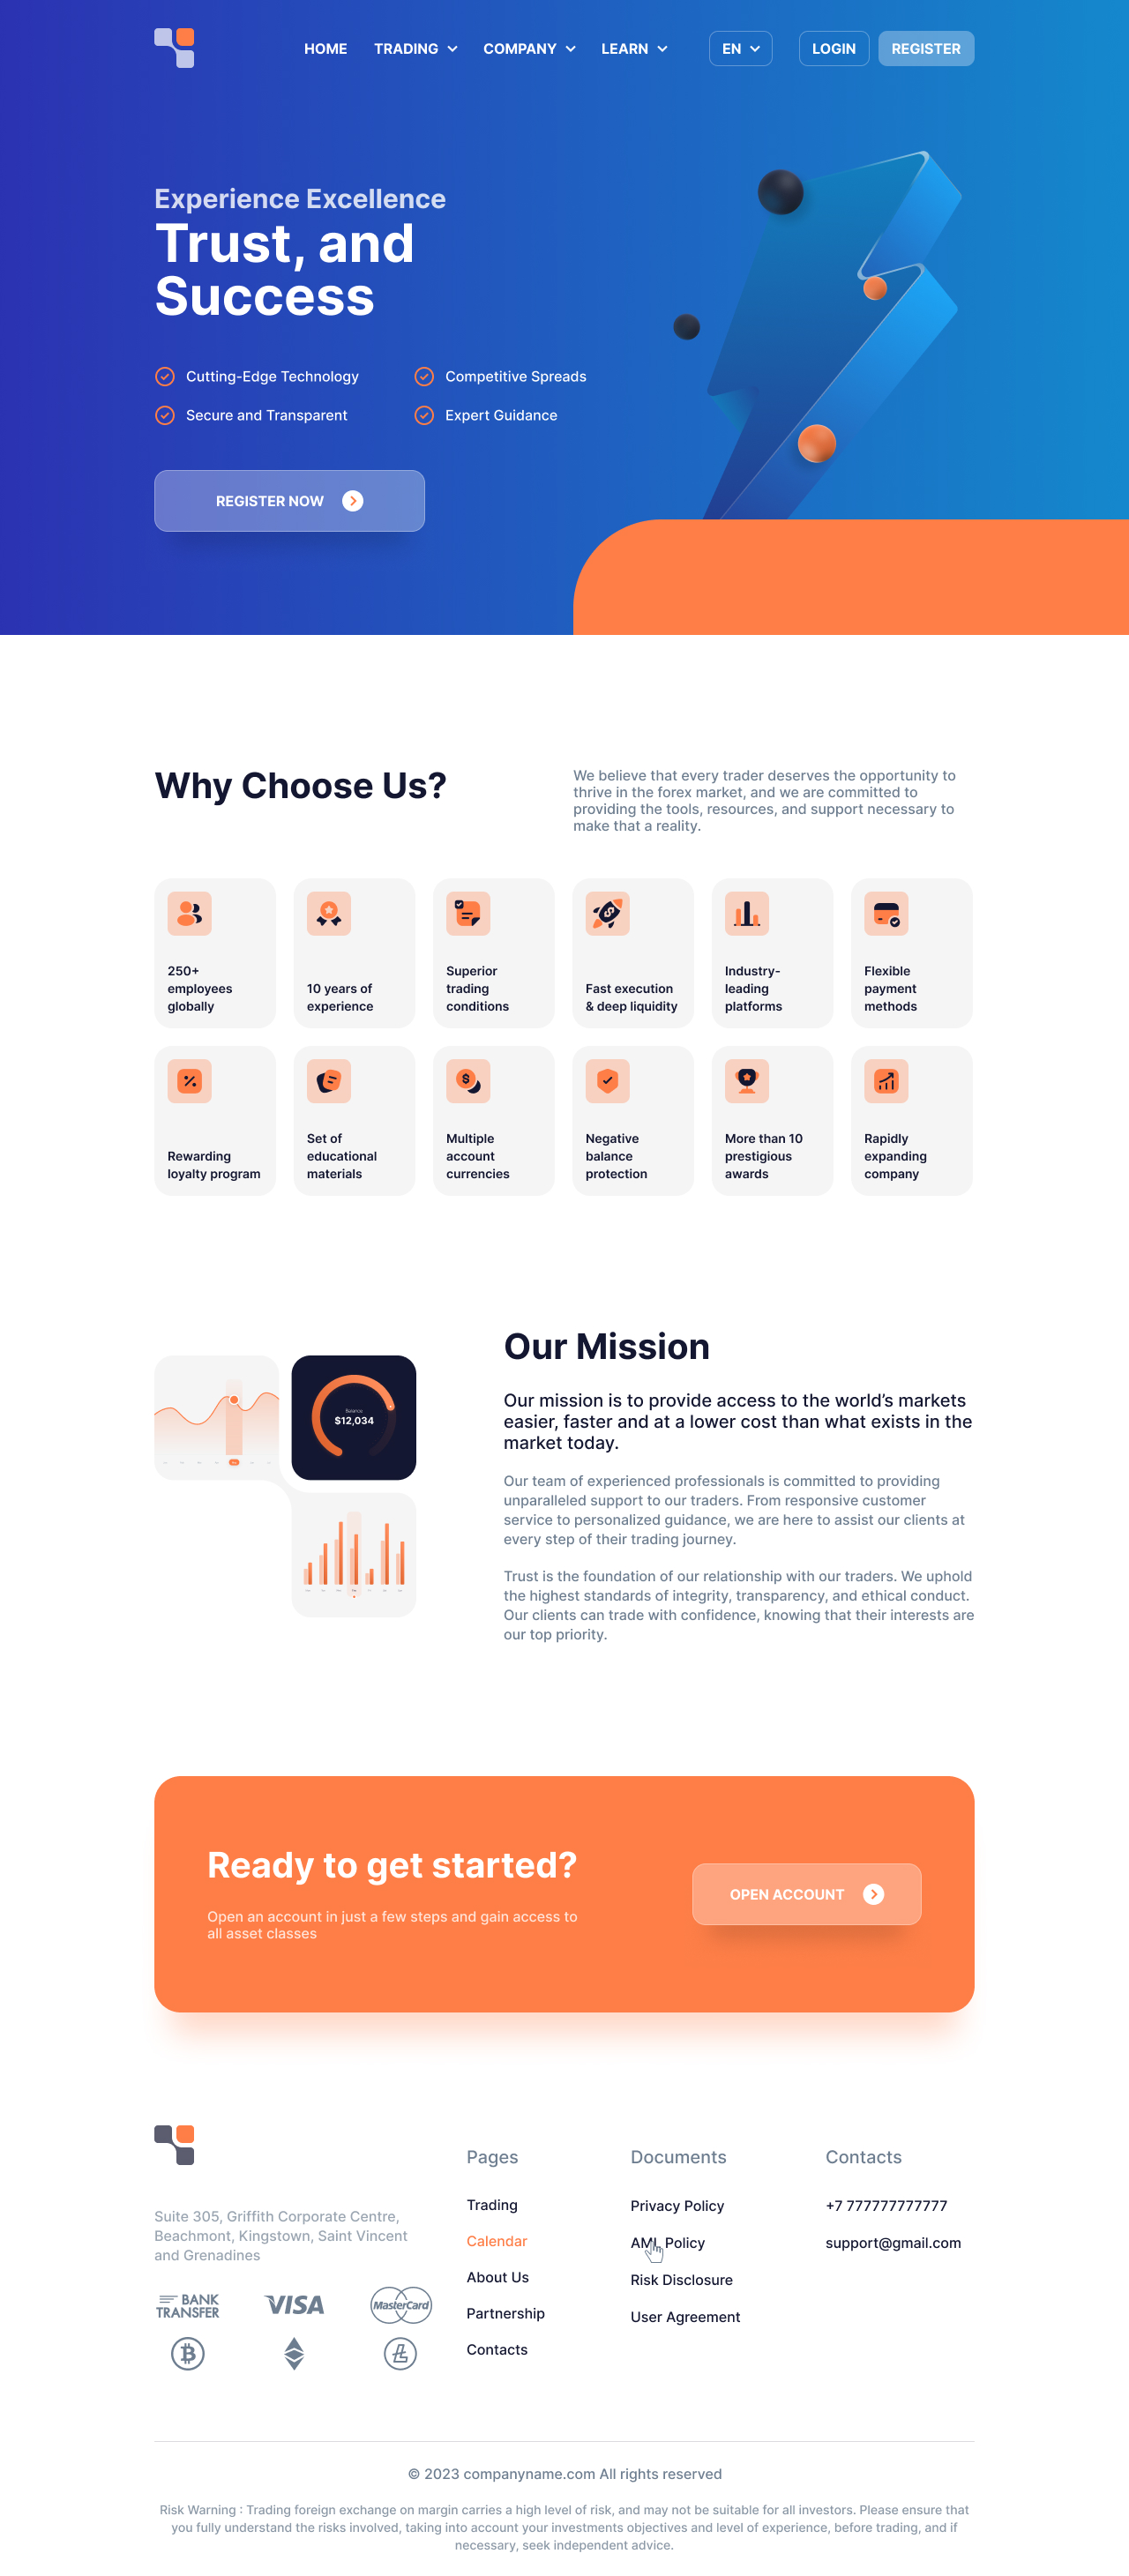 HOME TRADING COMPANY LEARN EN LOGIN REGISTER
Experience Excellence
Trust, and
Success
Cutting-Edge Technology
Competitive Spreads
Secure and Transparent
Expert Guidance
REGISTER NOW
Why Choose Us?
We believe that every trader deserves the opportunity to
thrive in the forex market, and we are committed to
providing the tools, resources, and support necessary to
make that a reality.
250+
employees
globally
10 years of
experience
Superior
trading
conditions
Fast execution
& deep liquidity
Industry-
leading
platforms
Flexible
payment
methods
Rewarding
loyalty program
Set of
educational
materials
Multiple
account
currencies
Negative
balance
protection
More than 10
prestigious
awards
Rapidly
expanding
company
Balance
$12,034
Our Mission
Our mission is to provide access to the world’s markets
easier, faster and at a lower cost than what exists in the
market today.
Our team of experienced professionals is committed to providing
unparalleled support to our traders. From responsive customer
service to personalized guidance, we are here to assist our clients at
every step of their trading journey.
Trust is the foundation of our relationship with our traders. We uphold
the highest standards of integrity, transparency, and ethical conduct.
Our clients can trade with confidence, knowing that their interests are
our top priority.
Ready to get started?
Open an account in just a few steps and gain access to
all asset classes
OPEN ACCOUNT
Suite 305, Griffith Corporate Centre,
Beachmont, Kingstown, Saint Vincent
and Grenadines
BANK
TRANSFER
VISA
MasterCard
Pages
Trading
Calendar
About Us
Partnership
Contacts
Documents
Privacy Policy
AML Policy
Risk Disclosure
User Agreement
Contacts
+7 777777777777
support@gmail.com
© 2023 companyname.com All rights reserved
Risk Warning : Trading foreign exchange on margin carries a high level of risk, and may not be suitable for all investors. Please ensure that
you fully understand the risks involved, taking into account your investments objectives and level of experience, before trading, and if
necessary, seek independent advice.